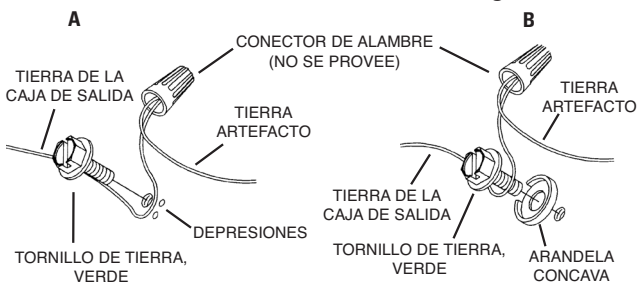 A
B
CONECTOR DE ALAMBRE
(NO SE PROVEE)
TIERRA DE LA
CAJA DE SALIDA
TIERRA
ARTEFACTO
DEPRESIONES
TORNILLO DE TIERRA,
VERDE
TIERRA
ARTEFACTO
TIERRA DE LA
CAJA DE SALIDA
TORNILLO DE TIERRA,
VERDE
ARANDELA
CONCAVA